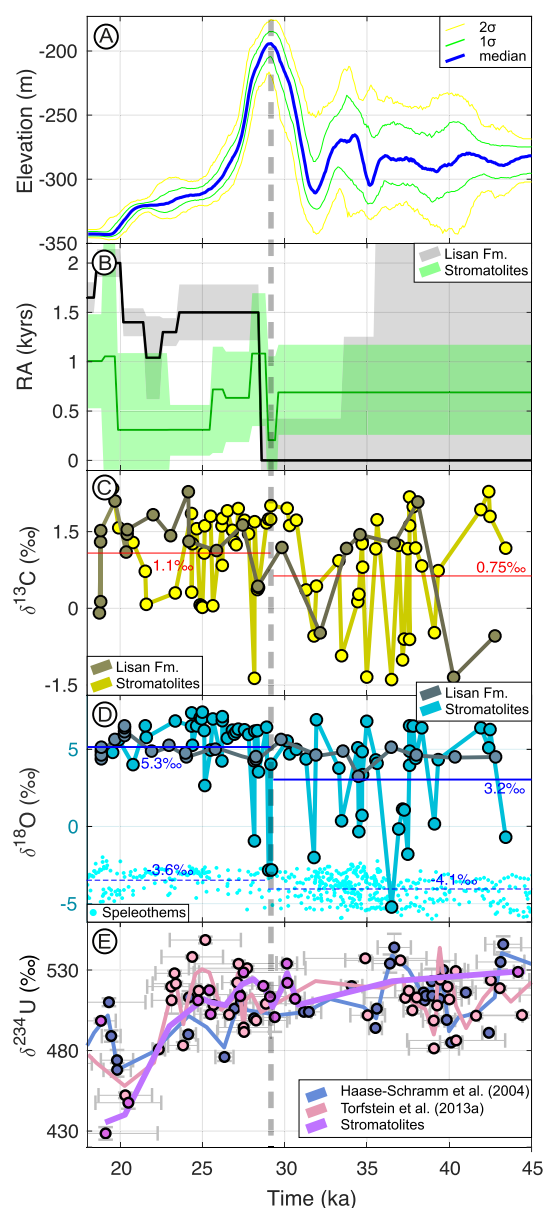 A
-200
-250
-300
-350
Elevation (m)
2σ
1σ
median
B
2
1.5
1
0.5
0
RA (kyrs)
Lisan Fm.
Stromatolites
C
1.5
0
-1.5
δ¹³C (‰)
1.1‰
0.75‰
Lisan Fm.
Stromatolites
Lisan Fm.
Stromatolites
D
5
0
-5
δ¹⁸O (‰)
5.3‰
3.2‰
-3.6‰
-4.1‰
Speleothems
E
530
480
430
δ²³⁴U (‰)
Haase-Schramm et al. (2004)
Torfstein et al. (2013a)
Stromatolites
20 25 30 35 40 45
Time (ka)